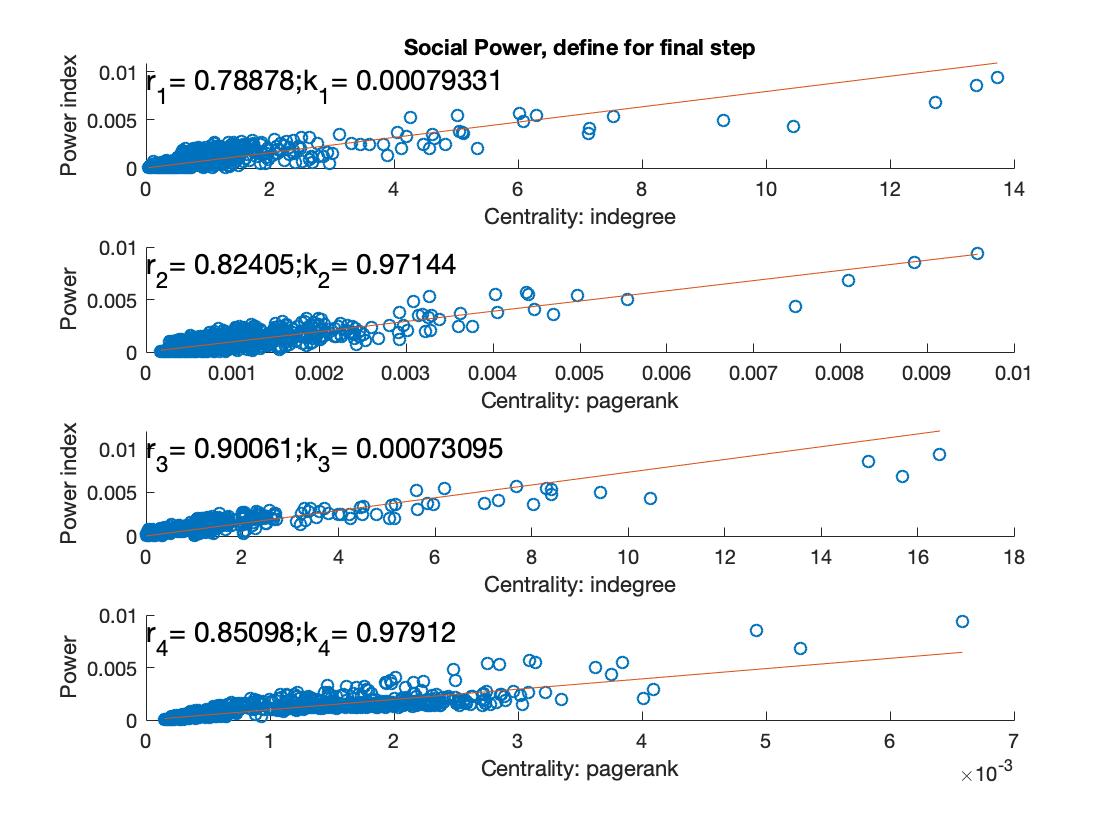 Social Power, define for final step
Power index
0.01
0.005
0
r1= 0.78878;k1= 0.00079331
0 2 4 6 8 10 12 14
Centrality: indegree
Power
0.01
0.005
0
r2= 0.82405;k2= 0.97144
0 0.001 0.002 0.003 0.004 0.005 0.006 0.007 0.008 0.009 0.01
Centrality: pagerank
Power index
0.01
0.005
0
r3= 0.90061;k3= 0.00073095
0 2 4 6 8 10 12 14 16 18
Centrality: indegree
Power
0.01
0.005
0
r4= 0.85098;k4= 0.97912
0 1 2 3 4 5 6 7
Centrality: pagerank
×10-3